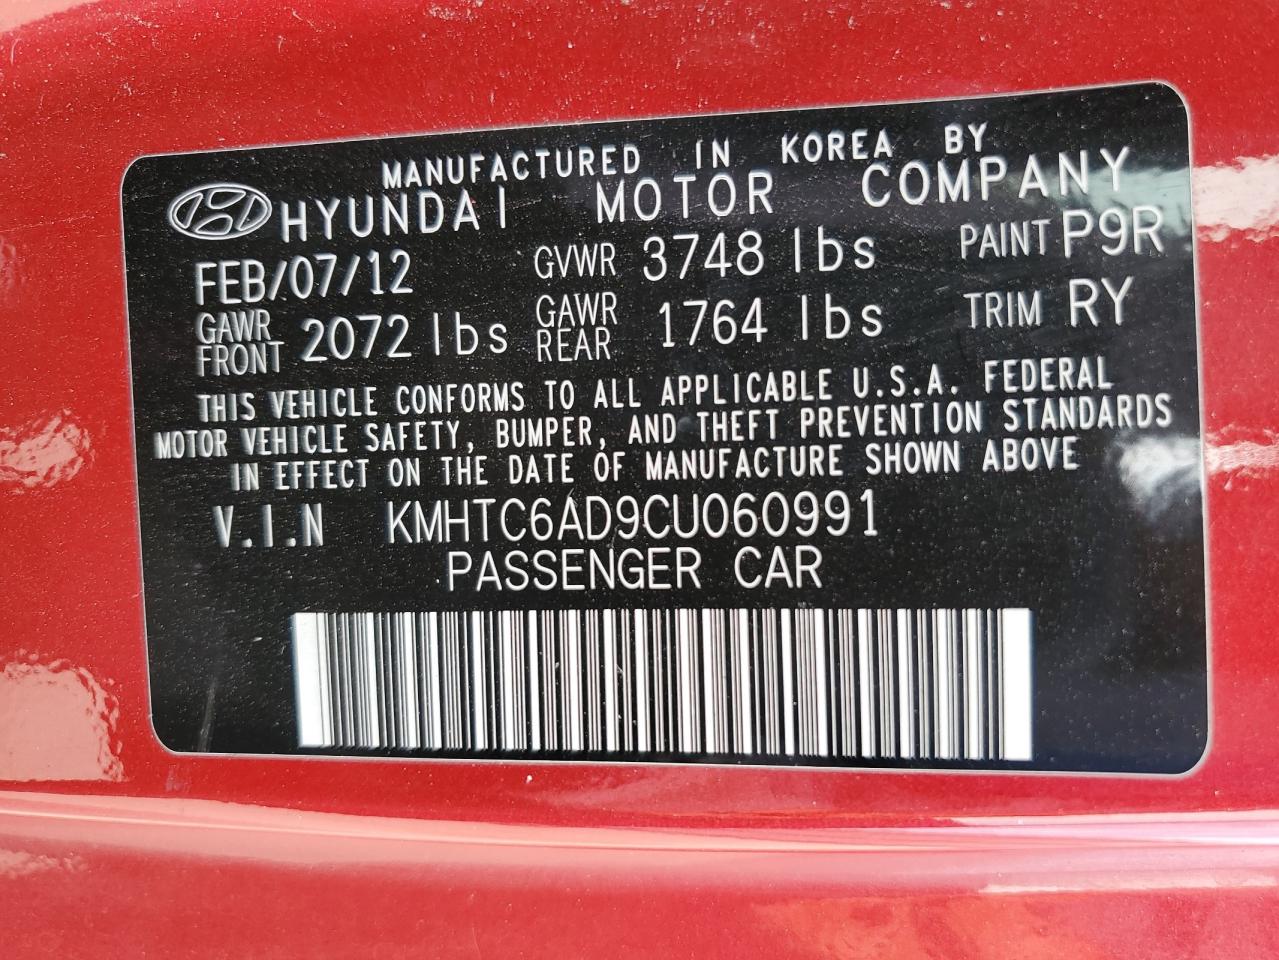 MANUFACTURED IN KOREA BY
HYUNDAI MOTOR COMPANY
FEB/07/12 GVWR 3748 lbs PAINT P9R
GAWR FRONT 2072 lbs GAWR REAR 1764 lbs TRIM RY
THIS VEHICLE CONFORMS TO ALL APPLICABLE U.S.A. FEDERAL
MOTOR VEHICLE SAFETY, BUMPER, AND THEFT PREVENTION STANDARDS
IN EFFECT ON THE DATE OF MANUFACTURE SHOWN ABOVE
V.I.N KMHTC6AD9CU060991
PASSENGER CAR